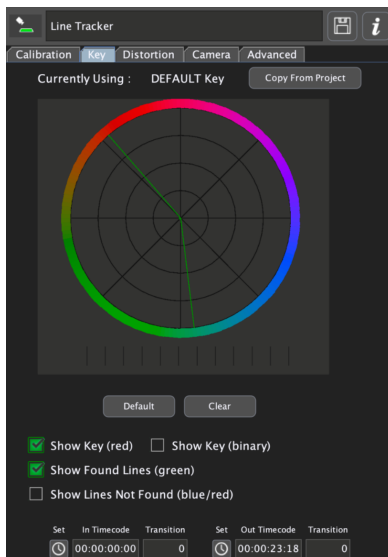 Line Tracker
Calibration Key Distortion Camera Advanced
Currently Using : DEFAULT Key Copy From Project
Default Clear
Show Key (red) Show Key (binary)
Show Found Lines (green)
Show Lines Not Found (blue/red)
Set In Timecode Transition Set Out Timecode Transition
00:00:00:00 0 00:00:23:18 0